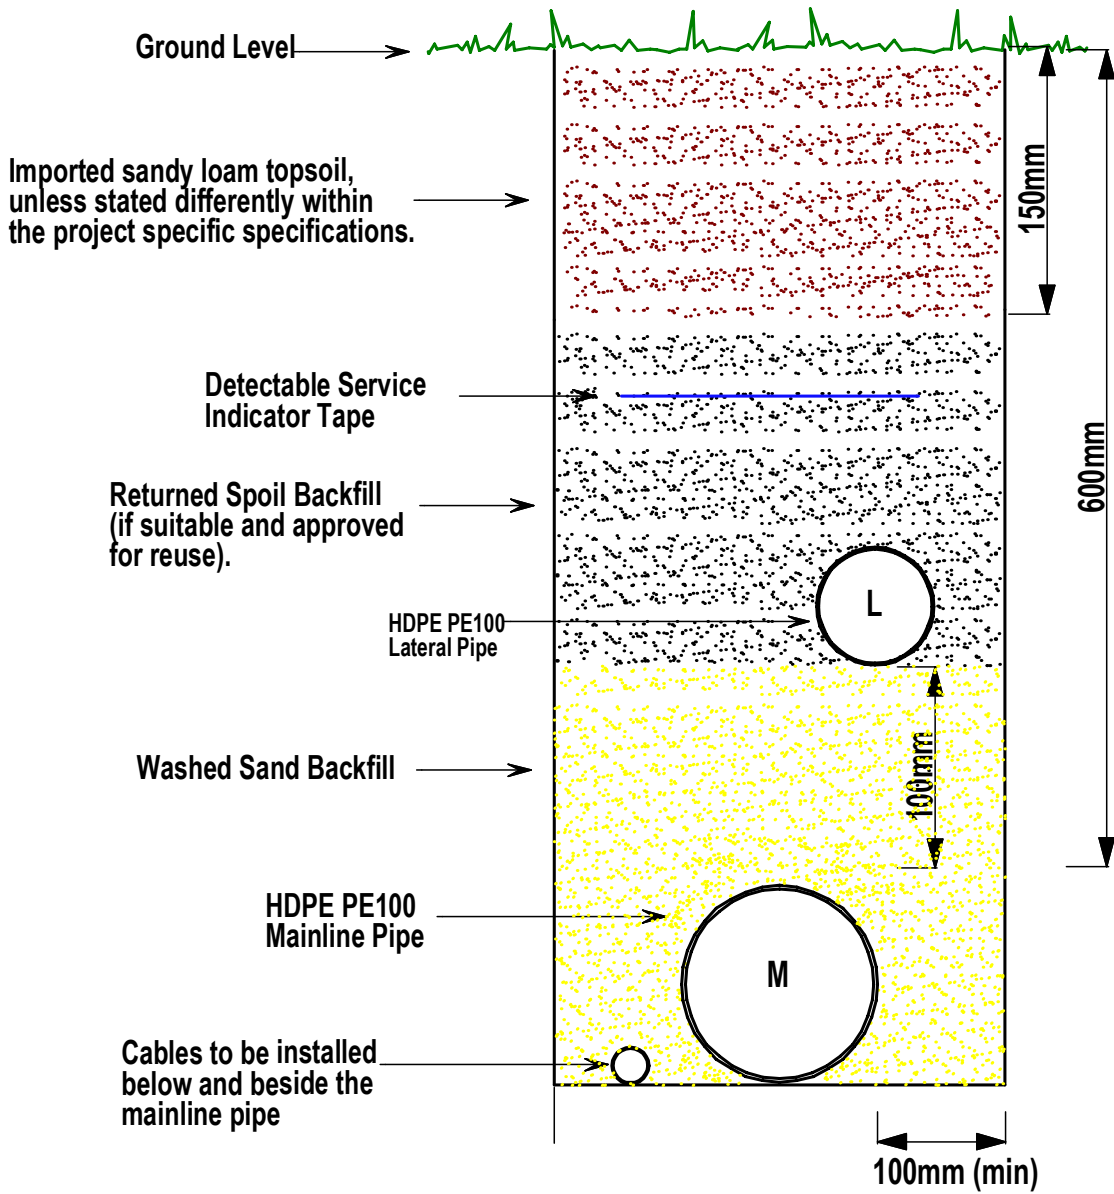 Ground Level
Imported sandy loam topsoil,
unless stated differently within
the project specific specifications.
150mm
Detectable Service
Indicator Tape
600mm
Returned Spoil Backfill
(if suitable and approved
for reuse).
L
HDPE PE100
Lateral Pipe
Washed Sand Backfill
100mm
HDPE PE100
Mainline Pipe
M
Cables to be installed
below and beside the
mainline pipe
100mm (min)